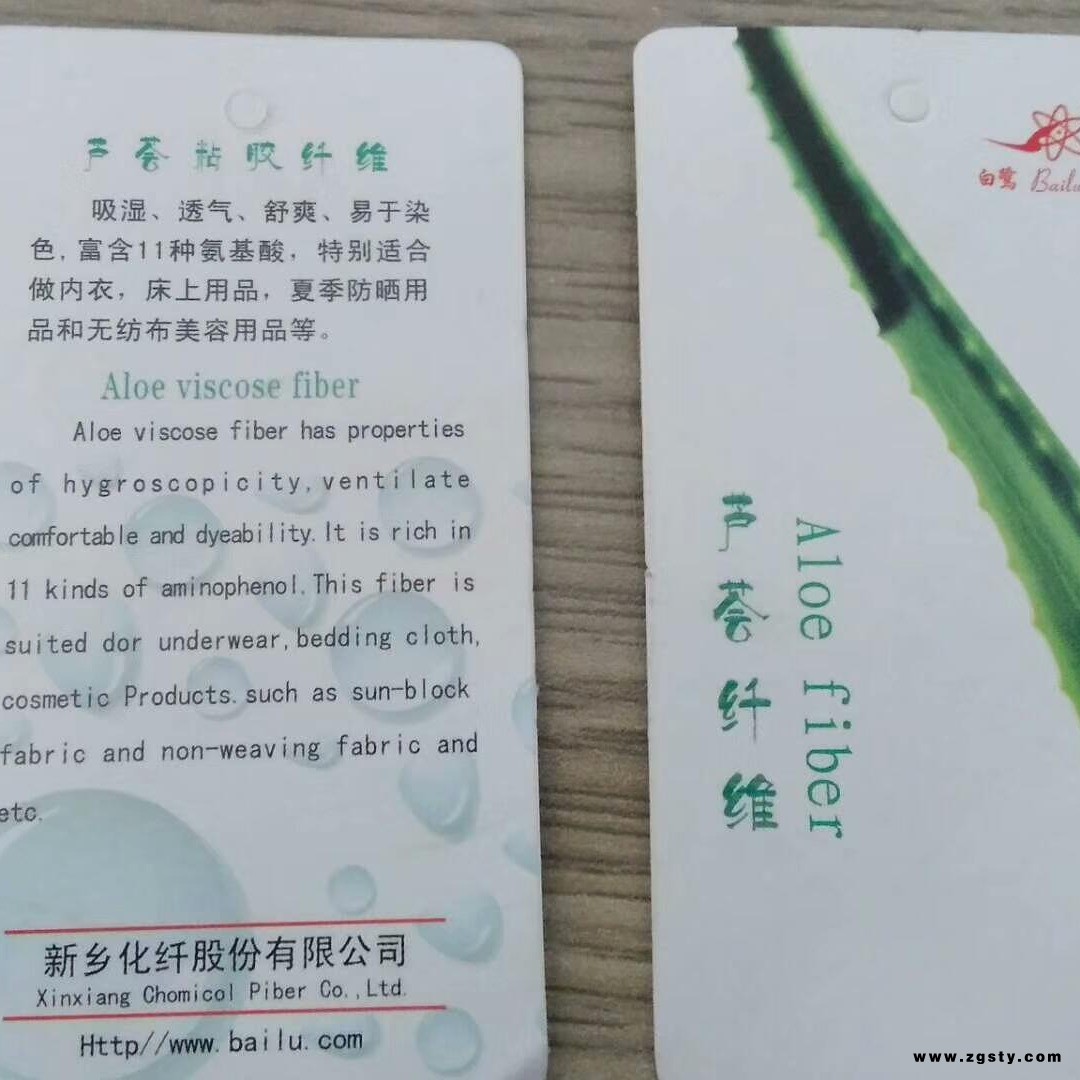 芦荟粘胶纤维
吸湿、透气、舒爽、易于染
色,富含11种氨基酸，特别适合
做内衣，床上用品，夏季防晒用
品和无纺布美容用品等。
Aloe viscose fiber
Aloe viscose fiber has properties
of hygroscopicity,ventilate
comfortable and dyeability.It is rich in
11 kinds of aminophenol.This fiber is
suited dor underwear,bedding cloth,
cosmetic Products.such as sun-block
fabric and non-weaving fabric and
etc.
新乡化纤股份有限公司
Xinxiang Chomicol Piber Co.,Ltd.
Http//www.bailu.com
白鹭 Bailu
芦荟纤维
Aloe fiber
www.zgsty.com